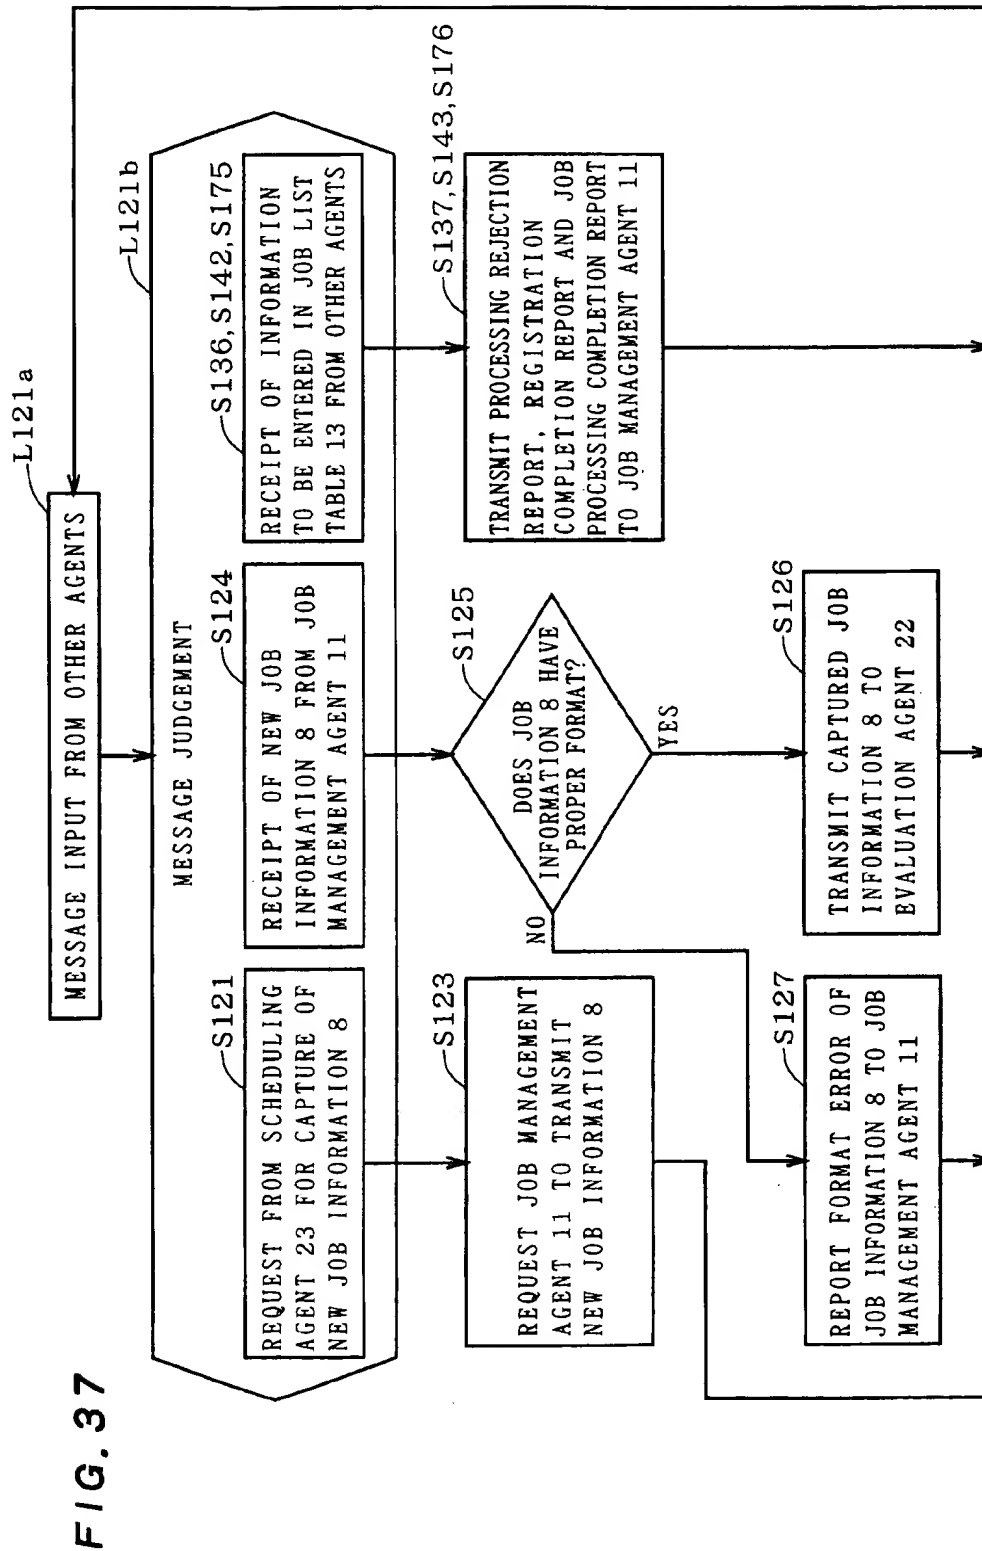 FIG. 37
L121a
MESSAGE INPUT FROM OTHER AGENTS
L121b
MESSAGE JUDGEMENT
S121
REQUEST FROM SCHEDULING
AGENT 23 FOR CAPTURE OF
NEW JOB INFORMATION 8
S124
RECEIPT OF NEW JOB
INFORMATION 8 FROM JOB
MANAGEMENT AGENT 11
S136, S142, S175
RECEIPT OF INFORMATION
TO BE ENTERED IN JOB LIST
TABLE 13 FROM OTHER AGENTS
S123
REQUEST JOB MANAGEMENT
AGENT 11 TO TRANSMIT
NEW JOB INFORMATION 8
S125
DOES JOB
INFORMATION 8 HAVE
PROPER FORMAT?
NO
YES
S137, S143, S176
TRANSMIT PROCESSING REJECTION
REPORT, REGISTRATION
COMPLETION REPORT AND JOB
PROCESSING COMPLETION REPORT
TO JOB MANAGEMENT AGENT 11
S127
REPORT FORMAT ERROR OF
JOB INFORMATION 8 TO JOB
MANAGEMENT AGENT 11
S126
TRANSMIT CAPTURED JOB
INFORMATION 8 TO
EVALUATION AGENT 22